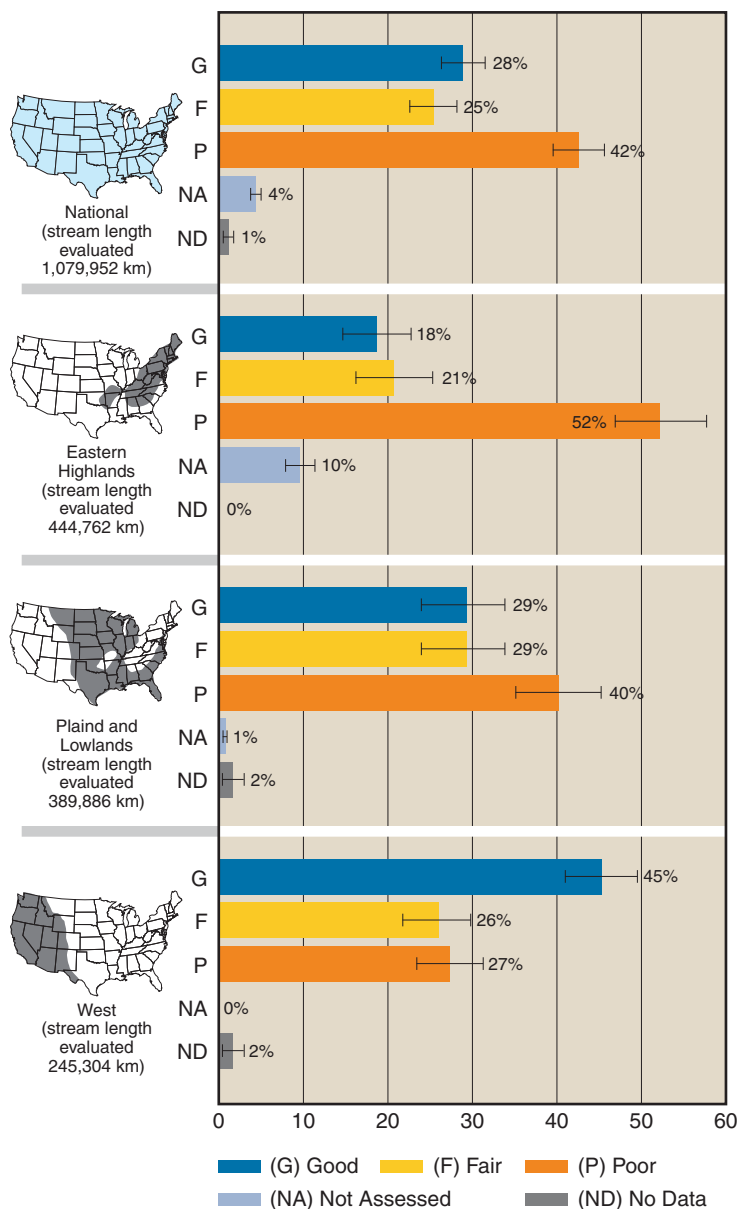 G 28%
F 25%
P 42%
NA 4%
ND 1%
National
(stream length
evaluated
1,079,952 km)
G 18%
F 21%
P 52%
NA 10%
ND 0%
Eastern
Highlands
(stream length
evaluated
444,762 km)
G 29%
F 29%
P 40%
NA 1%
ND 2%
Plaind and
Lowlands
(stream length
evaluated
389,886 km)
G 45%
F 26%
P 27%
NA 0%
ND 2%
West
(stream length
evaluated
245,304 km)
0 10 20 30 40 50 60
(G) Good (F) Fair (P) Poor
(NA) Not Assessed (ND) No Data